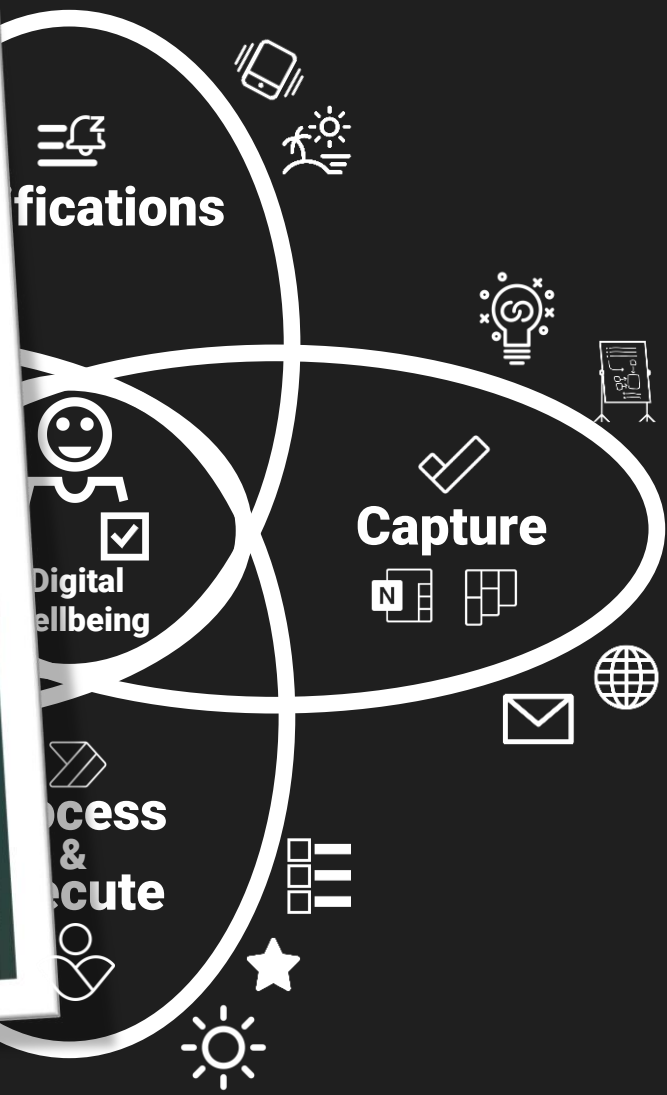 z
ifications
Capture
N
Digital
ellbeing
ocess
&
ecute